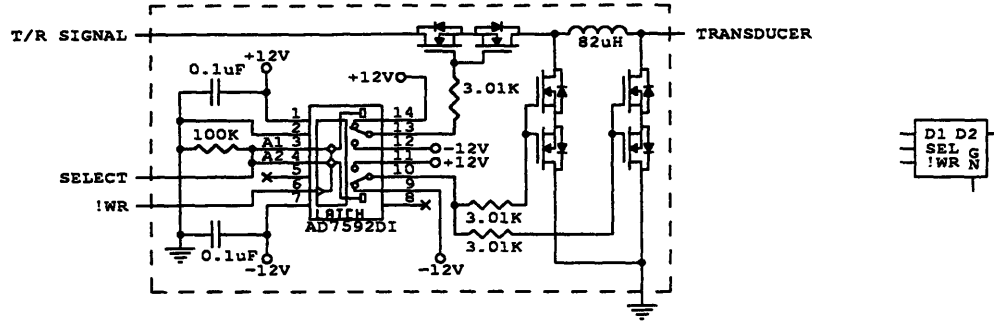 T/R SIGNAL
TRANSDUCER
82uH
+12V
0.1uF
+12V
3.01K
1
14
2
13
100K
A1
3
12
-12V
A2
4
11
+12V
5
10
SELECT
6
9
!WR
7
8
LATCH
AD7592DI
3.01K
3.01K
0.1uF
-12V
-12V
D1 D2
SEL
!WR
G
N